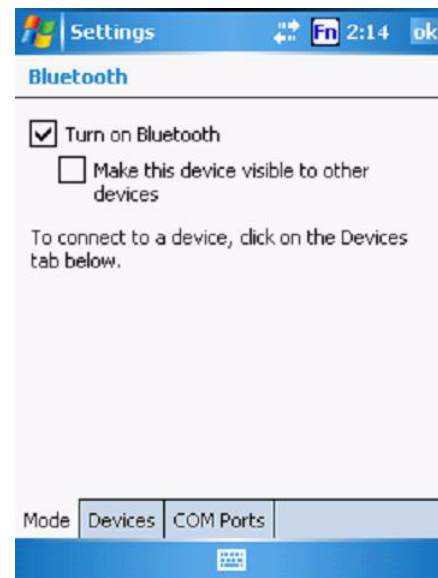 Settings Fn 2:14 ok
Bluetooth
Turn on Bluetooth
Make this device visible to other
devices
To connect to a device, click on the Devices
tab below.
Mode Devices COM Ports